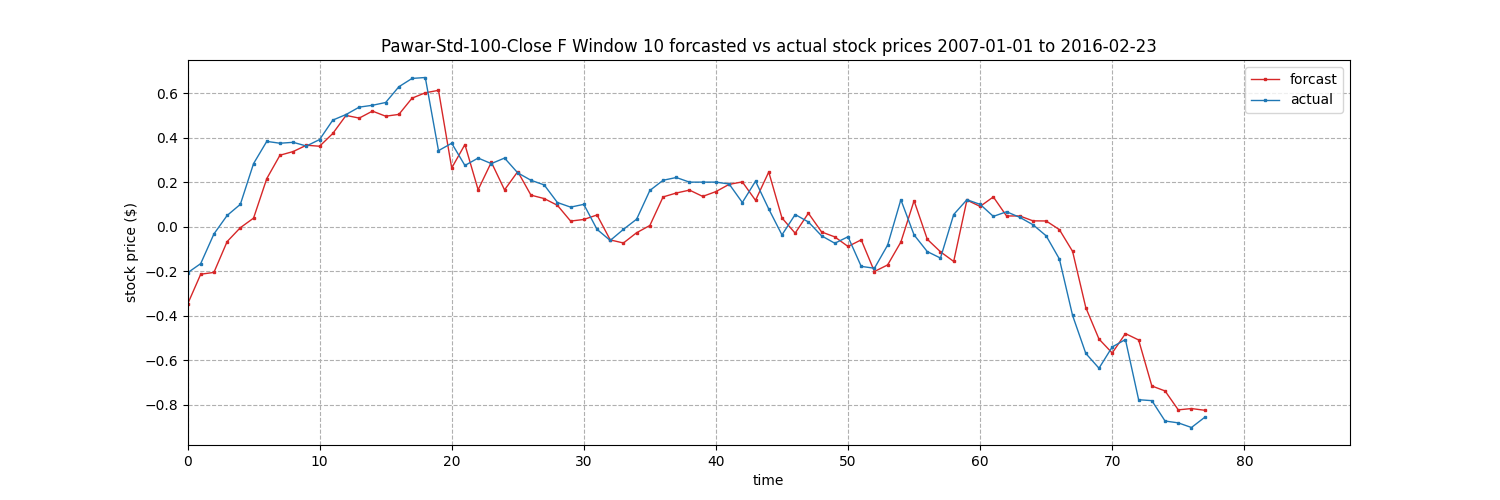 Pawar-Std-100-Close F Window 10 forcasted vs actual stock prices 2007-01-01 to 2016-02-23
forcast
actual
stock price ($)
0.6
0.4
0.2
0.0
−0.2
−0.4
−0.6
−0.8
0 10 20 30 40 50 60 70 80
time